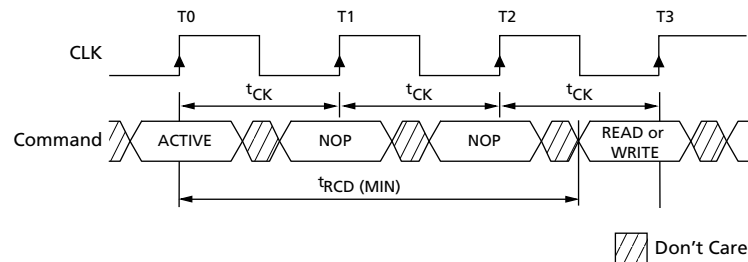 T0 T1 T2 T3
CLK
tCK tCK tCK
Command ACTIVE NOP NOP READ or
WRITE
tRCD (MIN)
Don't Care